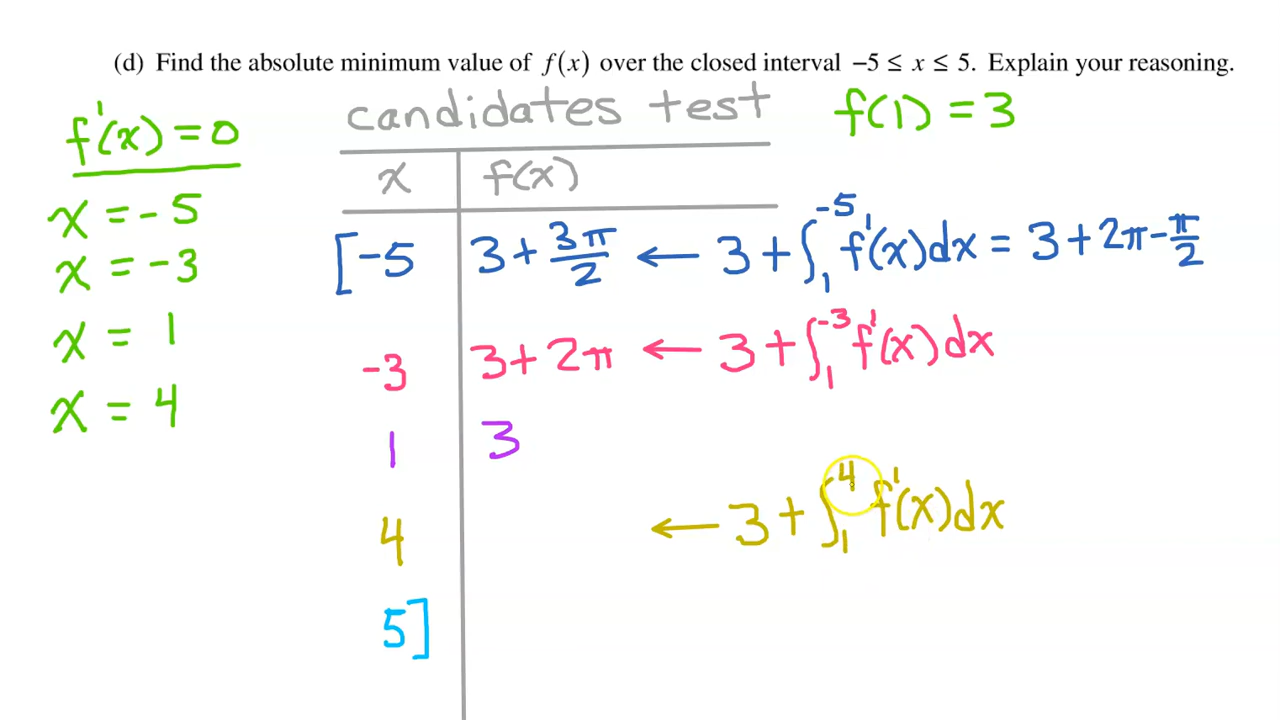 (d) Find the absolute minimum value of f(x) over the closed interval −5 ≤ x ≤ 5. Explain your reasoning.
f'(x) = 0
x = -5
x = -3
x = 1
x = 4
candidates test
f(1) = 3
x f(x)
[-5 3 + 3π/2 ← 3 + ∫₁⁻⁵ f'(x)dx = 3 + 2π - π/2
-3 3 + 2π ← 3 + ∫₁⁻³ f'(x)dx
1 3
4 ← 3 + ∫₁⁴ f'(x)dx
5]